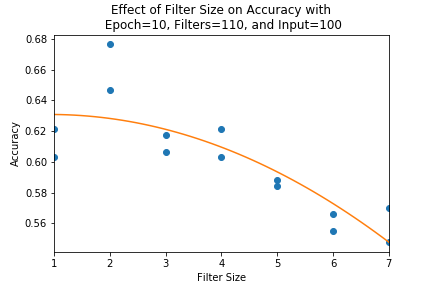 Effect of Filter Size on Accuracy with
Epoch=10, Filters=110, and Input=100
0.68
0.66
0.64
0.62
0.60
0.58
0.56
Accuracy
1 2 3 4 5 6 7
Filter Size